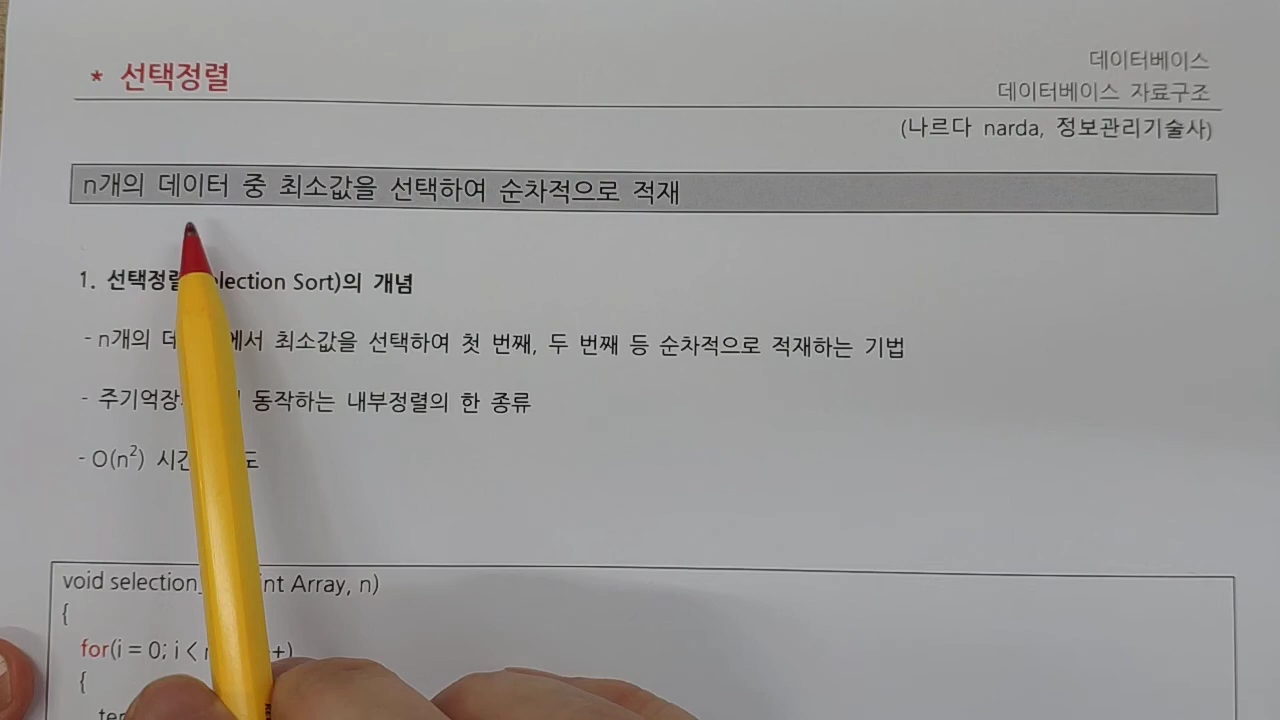 * 선택정렬
데이터베이스
데이터베이스 자료구조
(나르다 narda, 정보관리기술사)
n개의 데이터 중 최소값을 선택하여 순차적으로 적재
1. 선택정렬 election Sort)의 개념
- n개의 에서 최소값을 선택하여 첫 번째, 두 번째 등 순차적으로 적재하는 기법
- 주기억장 동작하는 내부정렬의 한 종류
- O(n²) 시간 도
void selection_ int Array, n)
{
for(i = 0; i < +)
{